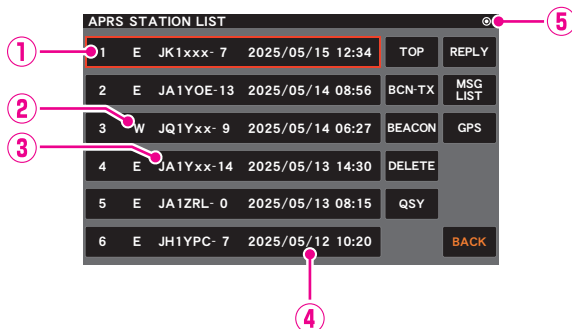 APRS STATION LIST
⑤
①
1 E JK1xxx- 7 2025/05/15 12:34 TOP REPLY
2 E JA1YOE-13 2025/05/14 08:56 BCN-TX MSG LIST
②
3 W JQ1Yxx- 9 2025/05/14 06:27 BEACON GPS
③
4 E JA1Yxx-14 2025/05/13 14:30 DELETE
5 E JA1ZRL- 0 2025/05/13 08:15 QSY
6 E JH1YPC- 7 2025/05/12 10:20 BACK
④